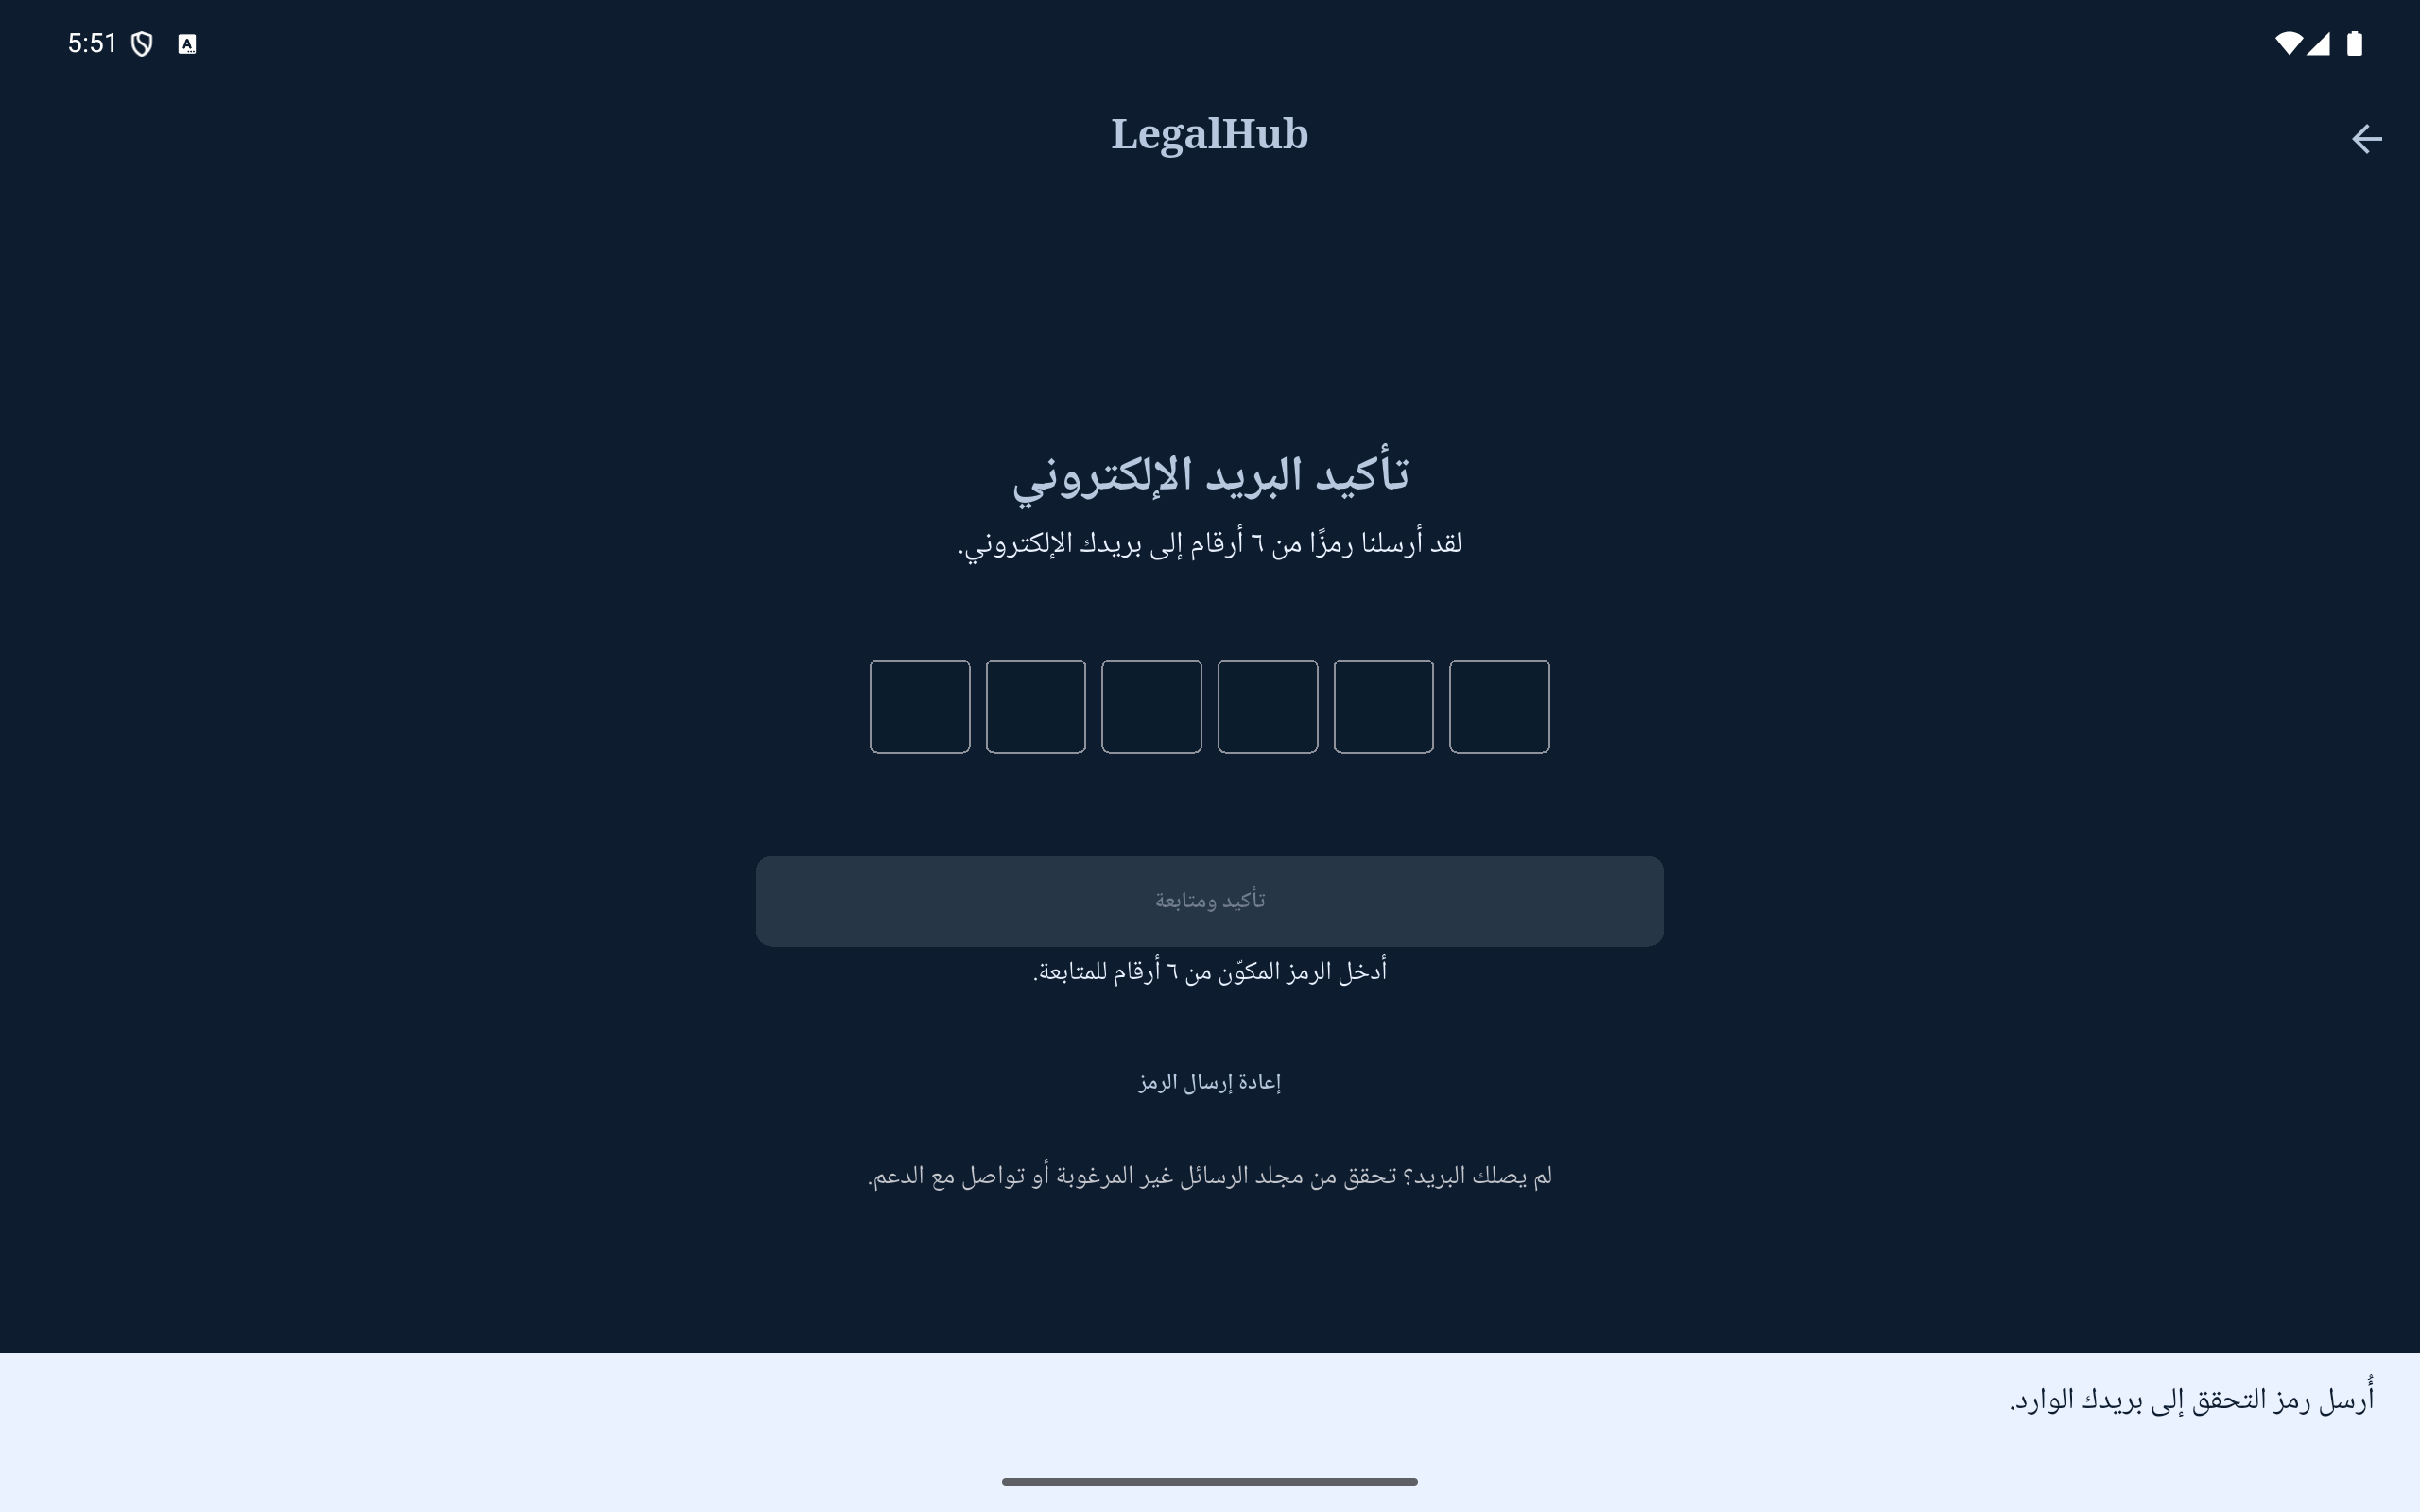 5:51
LegalHub
تأكيد البريد الإلكتروني
لقد أرسلنا رمزًا من ٦ أرقام إلى بريدك الإلكتروني.
تأكيد ومتابعة
أدخل الرمز المكوّن من ٦ أرقام للمتابعة.
إعادة إرسال الرمز
لم يصلك البريد؟ تحقق من مجلد الرسائل غير المرغوبة أو تواصل مع الدعم.
أُرسل رمز التحقق إلى بريدك الوارد.